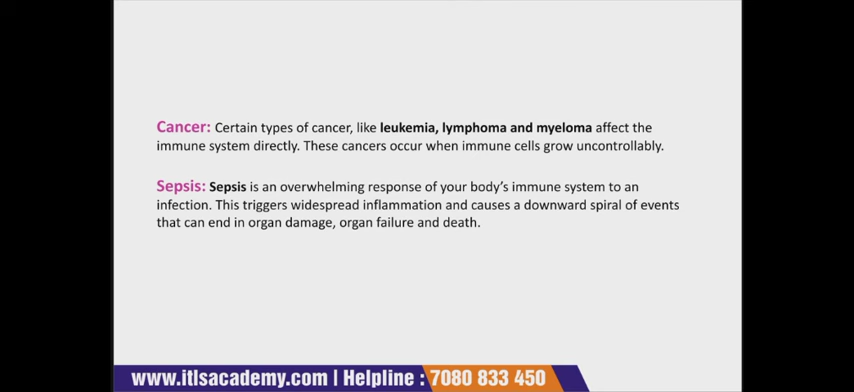 Cancer: Certain types of cancer, like leukemia, lymphoma and myeloma affect the
immune system directly. These cancers occur when immune cells grow uncontrollably.
Sepsis: Sepsis is an overwhelming response of your body's immune system to an
infection. This triggers widespread inflammation and causes a downward spiral of events
that can end in organ damage, organ failure and death.
www.itlsacademy.com | Helpline : 7080 833 450